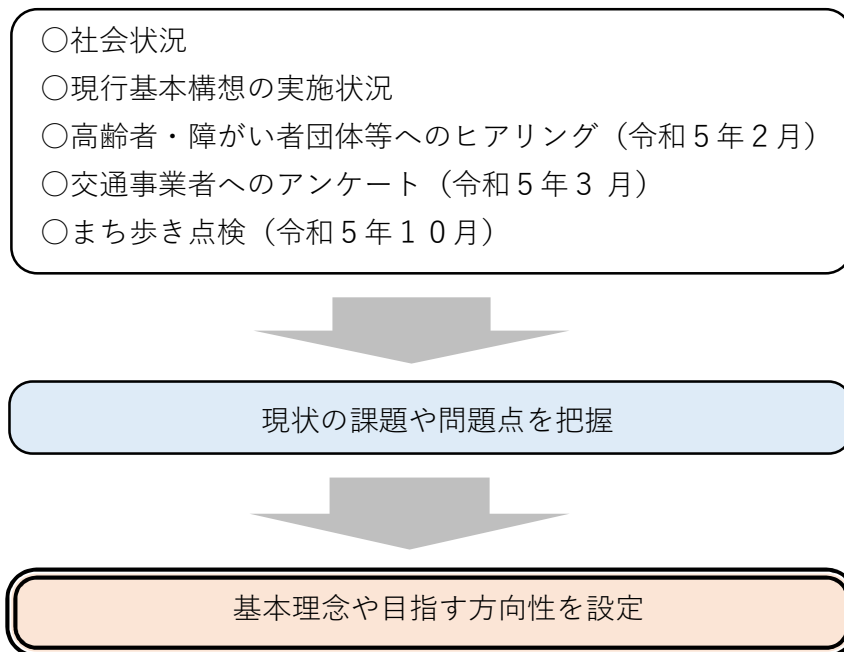 ○社会状況
○現行基本構想の実施状況
○高齢者・障がい者団体等へのヒアリング（令和５年２月）
○交通事業者へのアンケート（令和５年３ 月）
○まち歩き点検（令和５年１０月）
現状の課題や問題点を把握
基本理念や目指す方向性を設定